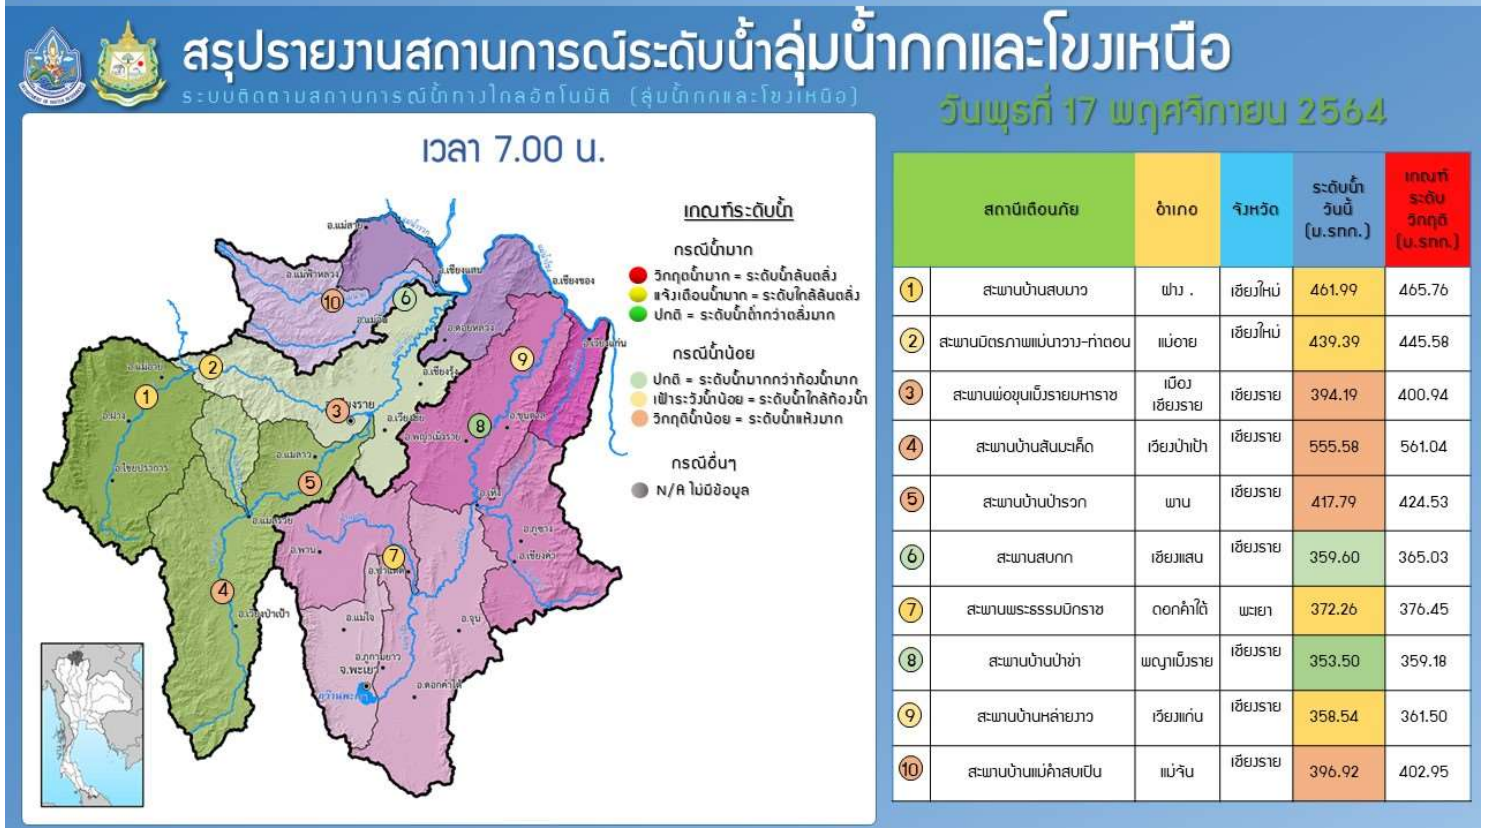 สรุปรายงานสถานการณ์ระดับน้ำลุ่มน้ำกกและโขงเหนือ
ระบบติดตามสถานการณ์น้ำทางไกลอัตโนมัติ (ลุ่มน้ำกกและโขงเหนือ)
วันพุธที่ 17 พฤศจิกายน 2564
เวลา 7.00 น.
เกณฑ์ระดับน้ำ
กรณีน้ำมาก
วิกฤตน้ำมาก = ระดับน้ำล้นตลิ่ง
แจ้งเตือนน้ำมาก = ระดับใกล้ล้นตลิ่ง
ปกติ = ระดับน้ำต่ำกว่าตลิ่งมาก
กรณีน้ำน้อย
ปกติ = ระดับน้ำมากกว่าท้องน้ำมาก
เฝ้าระวังน้ำน้อย = ระดับน้ำใกล้ท้องน้ำ
วิกฤติน้ำน้อย = ระดับน้ำแห้งมาก
กรณีอื่นๆ
N/A ไม่มีข้อมูล
อ.แม่สาย
อ.แม่ฟ้าหลวง
อ.เชียงแสน
อ.เชียงของ
10
6
อ.แม่จัน
อ.ดอยหลวง
อ.เวียงแก่น
9
2
อ.แม่อาย
อ.เชียงรุ้ง
1
3
อ.ฝาง
อ.เวียงชัย
อ.ขุนตาล
8
อ.พญาเม็งราย
อ.ไชยปราการ
อ.แม่ลาว
5
อ.เทิง
อ.แม่สรวย
อ.ภูซาง
อ.พาน
อ.เชียงคำ
7
4
อ.เวียงป่าเป้า
อ.แม่ใจ
อ.จุน
อ.ภูกามยาว
จ.พะเยา
อ.ดอกคำใต้
กว๊านพะเยา
สถานีเตือนภัย อำเภอ จังหวัด ระดับน้ำวันนี้ (ม.รทก.) เกณฑ์ระดับวิกฤติ (ม.รทก.)
1 สะพานบ้านสบมาว ฝาง . เชียงใหม่ 461.99 465.76
2 สะพานมิตรภาพแม่นาวาง-ท่าตอน แม่อาย เชียงใหม่ 439.39 445.58
3 สะพานพ่อขุนเม็งรายมหาราช เมืองเชียงราย เชียงราย 394.19 400.94
4 สะพานบ้านสันมะเค็ด เวียงป่าเป้า เชียงราย 555.58 561.04
5 สะพานบ้านป่ารวก พาน เชียงราย 417.79 424.53
6 สะพานสบกก เชียงแสน เชียงราย 359.60 365.03
7 สะพานพระธรรมมิกราช ดอกคำใต้ พะเยา 372.26 376.45
8 สะพานบ้านป่าข่า พญาเม็งราย เชียงราย 353.50 359.18
9 สะพานบ้านหล่ายงาว เวียงแก่น เชียงราย 358.54 361.50
10 สะพานบ้านแม่คำสบเปิน แม่จัน เชียงราย 396.92 402.95